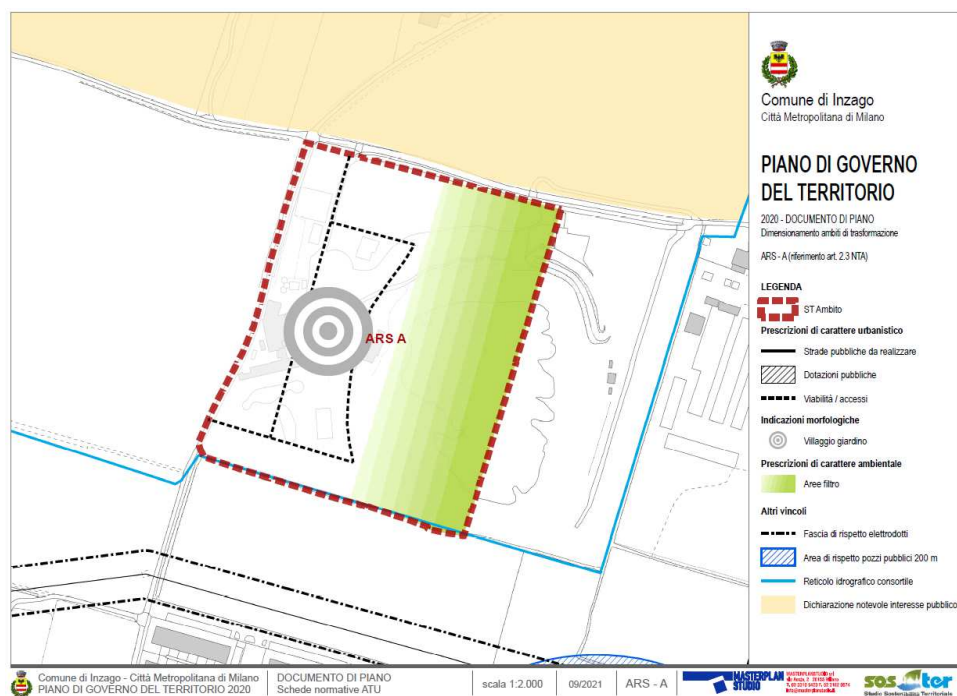 ARS A
Comune di Inzago
Città Metropolitana di Milano
PIANO DI GOVERNO
DEL TERRITORIO
2020 - DOCUMENTO DI PIANO
Dimensionamento ambiti di trasformazione
ARS - A (riferimento art. 2.3 NTA)
LEGENDA
ST Ambito
Prescrizioni di carattere urbanistico
Strade pubbliche da realizzare
Dotazioni pubbliche
Viabilità / accessi
Indicazioni morfologiche
Villaggio giardino
Prescrizioni di carattere ambientale
Aree filtro
Altri vincoli
Fascia di rispetto elettrodotti
Area di rispetto pozzi pubblici 200 m
Reticolo idrografico consortile
Dichiarazione notevole interesse pubblico
Comune di Inzago - Città Metropolitana di Milano
PIANO DI GOVERNO DEL TERRITORIO 2020
DOCUMENTO DI PIANO
Schede normative ATU
scala 1:2.000
09/2021
ARS - A
MASTERPLAN
STUDIO
sos ter
Studio Sostenibilità Territoriale